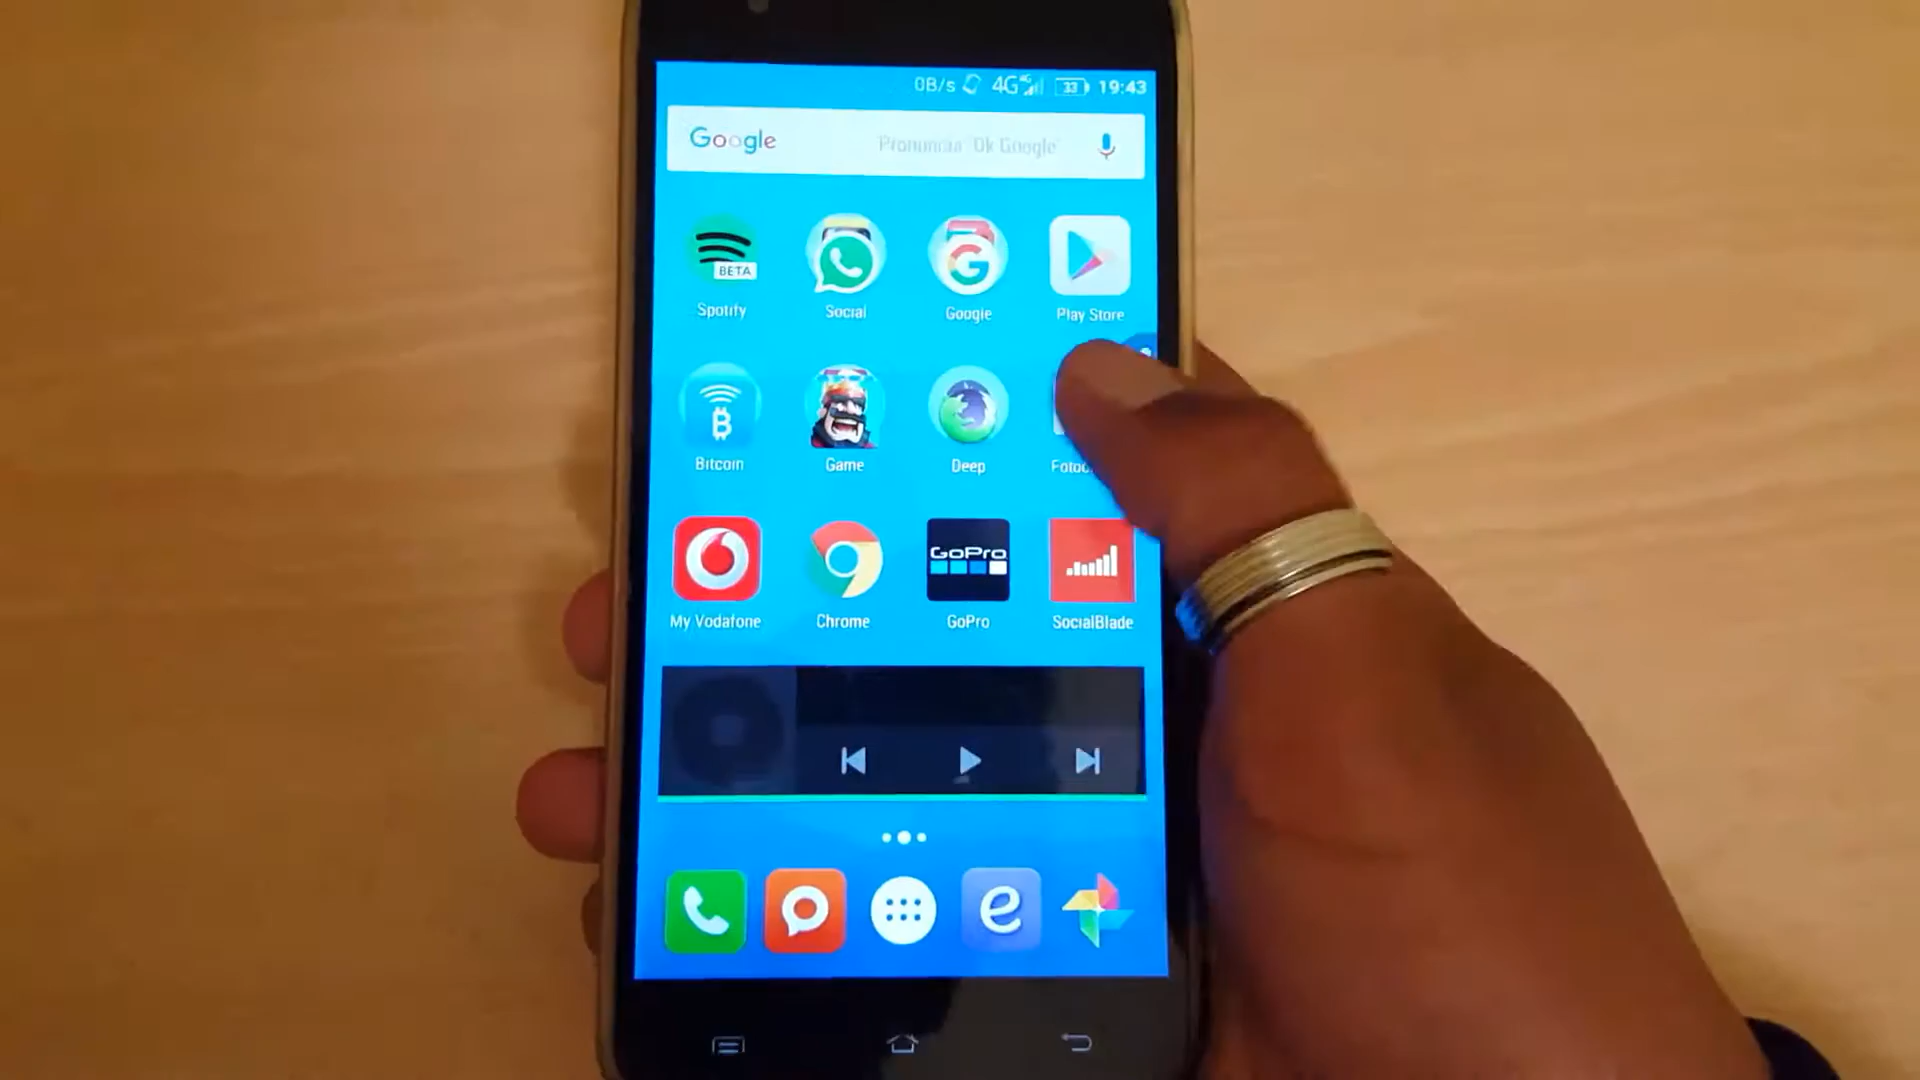 0B/s 4G 4G 33 19:43
Google Pronuncia "Ok Google"
BETA
Spotify Social Google Play Store
Bitcoin Game Deep
GoPro
My Vodafone Chrome GoPro SocialBlade
e